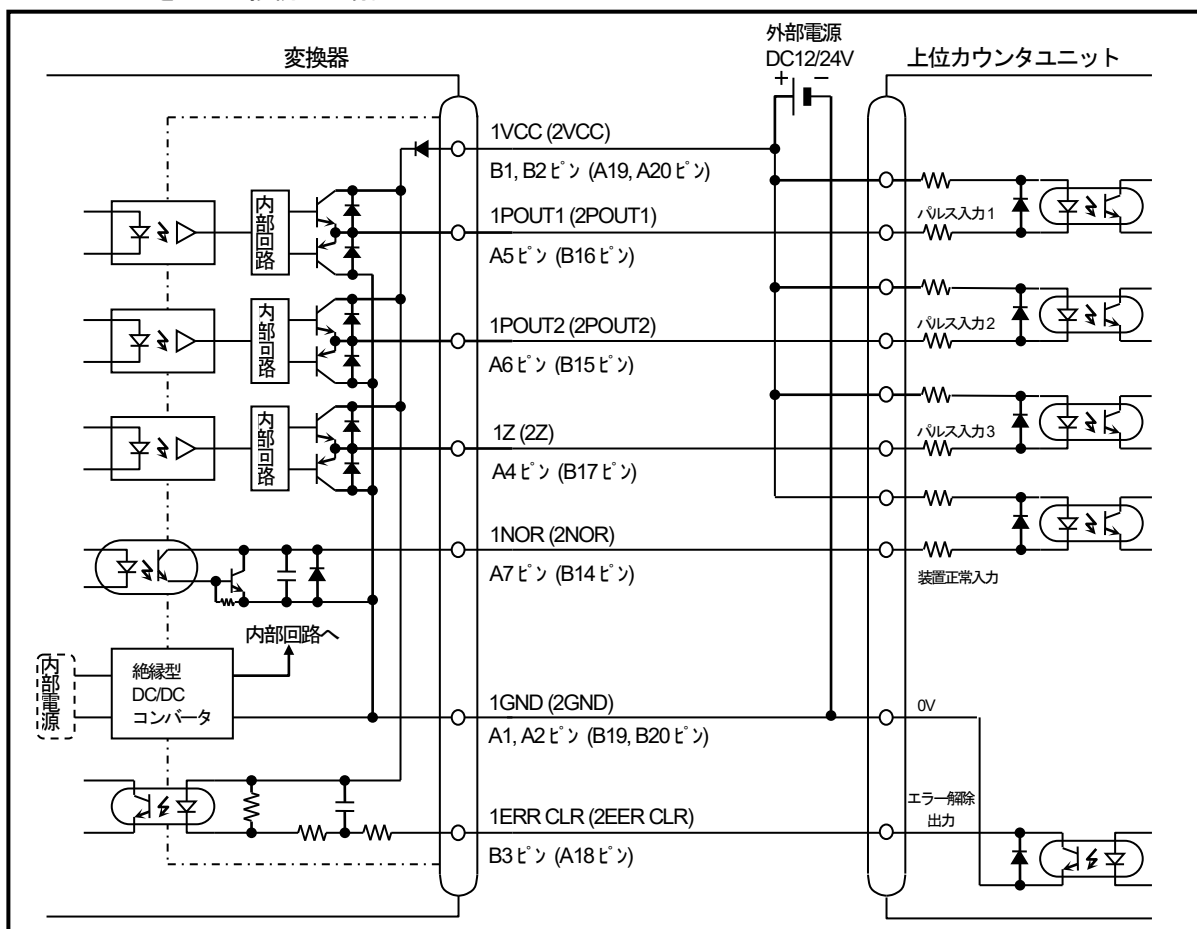 外部電源
DC12/24V
+ −
変換器
上位カウンタユニット
1VCC (2VCC)
B1, B2ピン (A19, A20ピン)
内部回路
1POUT1 (2POUT1)
パルス入力1
A5ピン (B16ピン)
内部回路
1POUT2 (2POUT2)
パルス入力2
A6ピン (B15ピン)
内部回路
1Z (2Z)
パルス入力3
A4ピン (B17ピン)
1NOR (2NOR)
A7ピン (B14ピン)
装置正常入力
内部回路へ
内部電源
絶縁型
DC/DC
コンバータ
1GND (2GND)
0V
A1, A2ピン (B19, B20ピン)
エラー解除
出力
1ERR CLR (2EER CLR)
B3ピン (A18ピン)